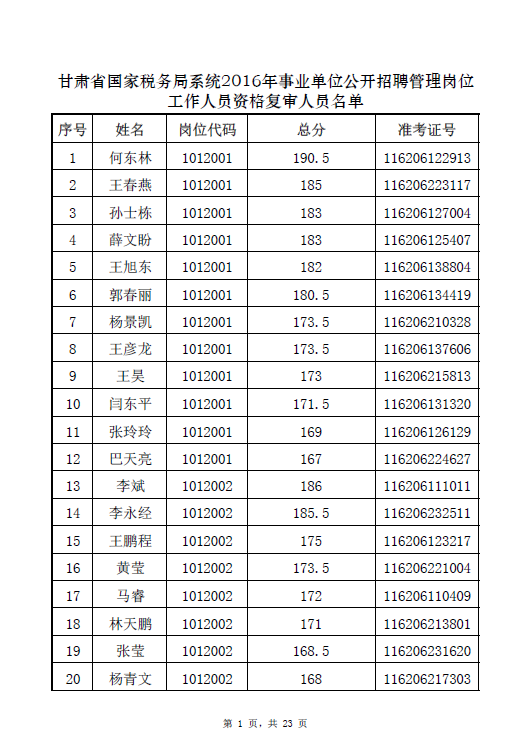 甘肃省国家税务局系统2016年事业单位公开招聘管理岗位
工作人员资格复审人员名单
序号 姓名 岗位代码 总分 准考证号
1 何东林 1012001 190.5 116206122913
2 王春燕 1012001 185 116206223117
3 孙士栋 1012001 183 116206127004
4 薛文盼 1012001 183 116206125407
5 王旭东 1012001 182 116206138804
6 郭春丽 1012001 180.5 116206134419
7 杨景凯 1012001 173.5 116206210328
8 王彦龙 1012001 173.5 116206137606
9 王昊 1012001 173 116206215813
10 闫东平 1012001 171.5 116206131320
11 张玲玲 1012001 169 116206126129
12 巴天亮 1012001 167 116206224627
13 李斌 1012002 186 116206111011
14 李永经 1012002 185.5 116206232511
15 王鹏程 1012002 175 116206123217
16 黄莹 1012002 173.5 116206221004
17 马睿 1012002 172 116206110409
18 林天鹏 1012002 171 116206213801
19 张莹 1012002 168.5 116206231620
20 杨青文 1012002 168 116206217303
第 1 页，共 23 页